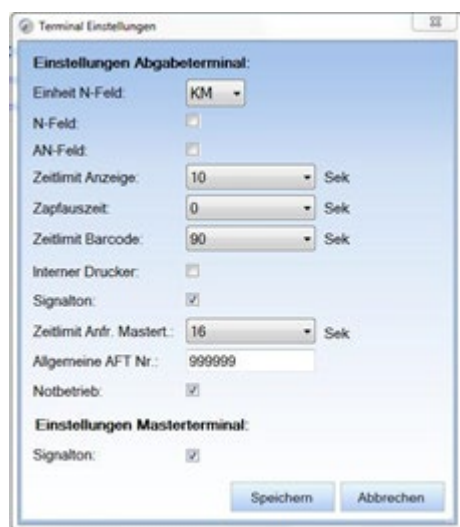 Terminal Einstellungen
Einstellungen Abgabeterminal:
Einheit N-Feld: KM
N-Feld:
AN-Feld:
Zeitlimit Anzeige: 10 Sek
Zapfauszeit: 0 Sek
Zeitlimit Barcode: 90 Sek
Interner Drucker:
Signalton:
Zeitlimit Anfr. Mastert.: 16 Sek
Allgemeine AFT Nr.: 999999
Notbetrieb:
Einstellungen Masterterminal:
Signalton:
Speichern Abbrechen